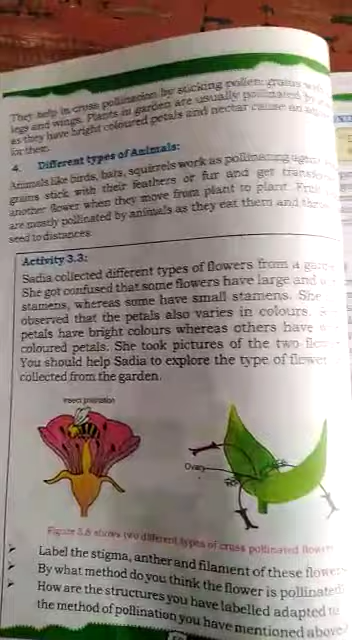 They help in cross pollination by sticking pollen grains with
legs and wings. Plants in garden are usually pollinated by
as they have bright coloured petals and nectar cause an
for them.
4. Different types of Animals:
Animals like birds, bats, squirrels work as pollinating
grains stick with their feathers or fur and get
another flower when they move from plant to plant.
are mostly pollinated by animals as they eat them and
seed to distances.
Activity 3.3:
Sadia collected different types of flowers from a
She got confused that some flowers have large and
stamens, whereas some have small stamens. She
observed that the petals also varies in colours.
petals have bright colours whereas others have
coloured petals. She took pictures of the two
You should help Sadia to explore the type of
collected from the garden.
Insect pollination
Ovary
Figure 3.8 shows two different types of cross pollinated
➤ Label the stigma, anther and filament of these
➤ By what method do you think the flower is pollinated
➤ How are the structures you have labelled adapted to
the method of pollination you have mentioned above